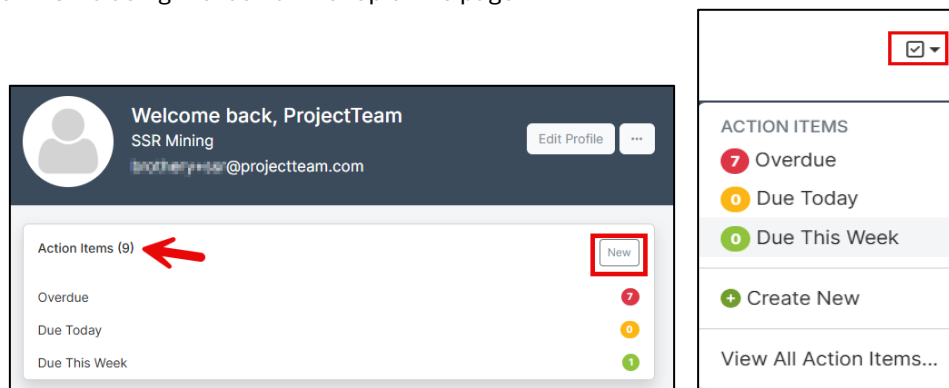 Welcome back, ProjectTeam
SSR Mining
@projectteam.com
Edit Profile
...
Action Items (9)
New
Overdue
7
Due Today
0
Due This Week
1
ACTION ITEMS
7 Overdue
0 Due Today
0 Due This Week
Create New
View All Action Items...